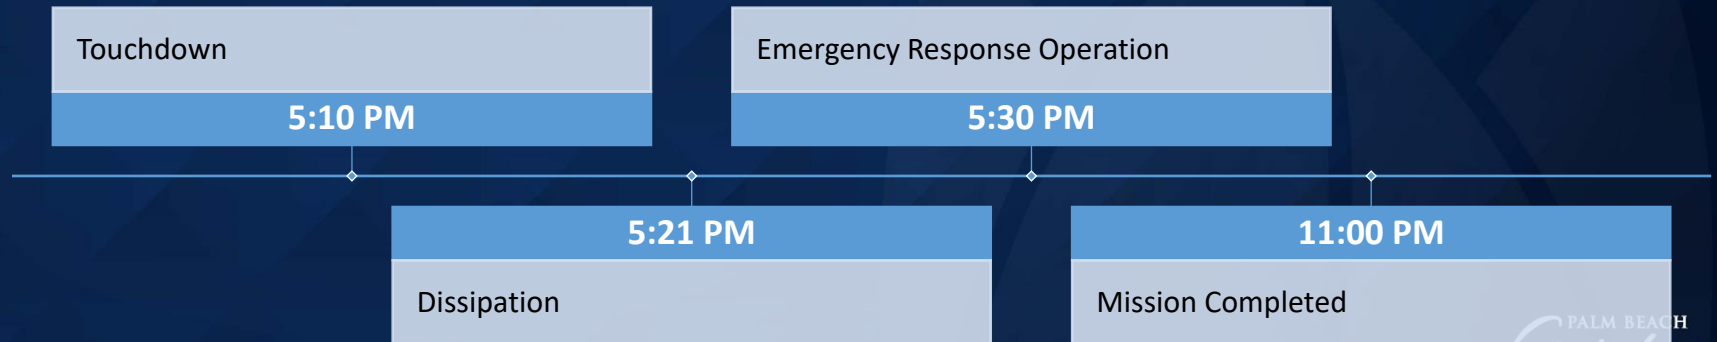 Touchdown
5:10 PM
5:21 PM
Dissipation
Emergency Response Operation
5:30 PM
11:00 PM
Mission Completed
PALM BEACH